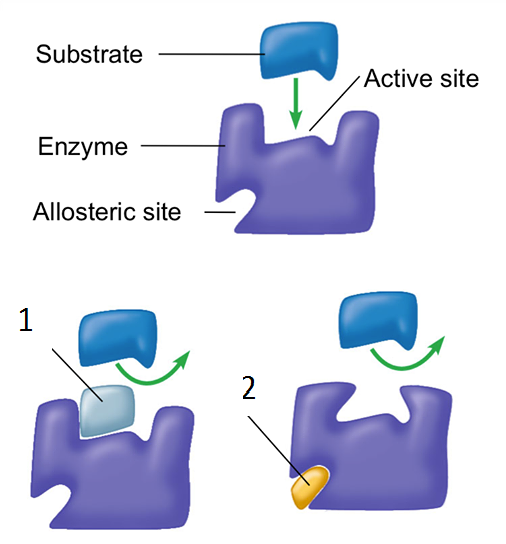 Substrate
Active site
Enzyme
Allosteric site
1
2